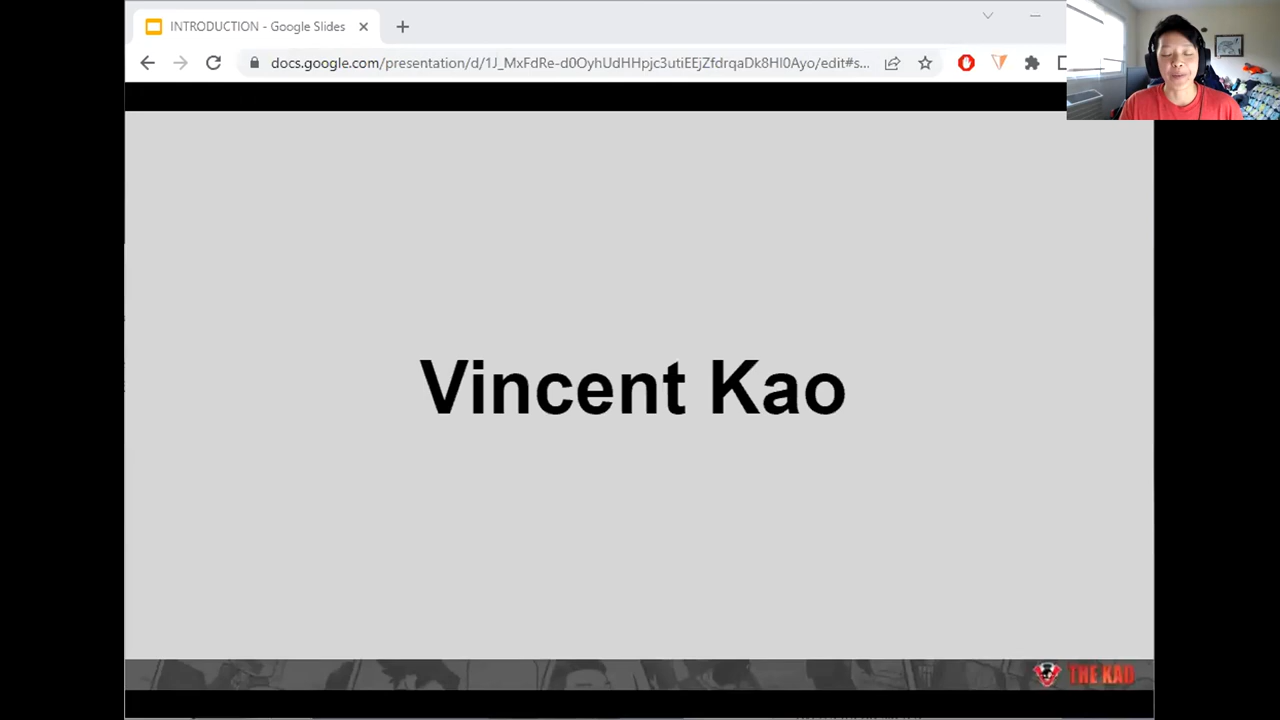 INTRODUCTION - Google Slides
docs.google.com/presentation/d/1J_MxFdRe-d0OyhUdHHpjc3utiEEjZfdrqaDk8Hl0Ayo/edit#s...
Vincent Kao
THE KAO